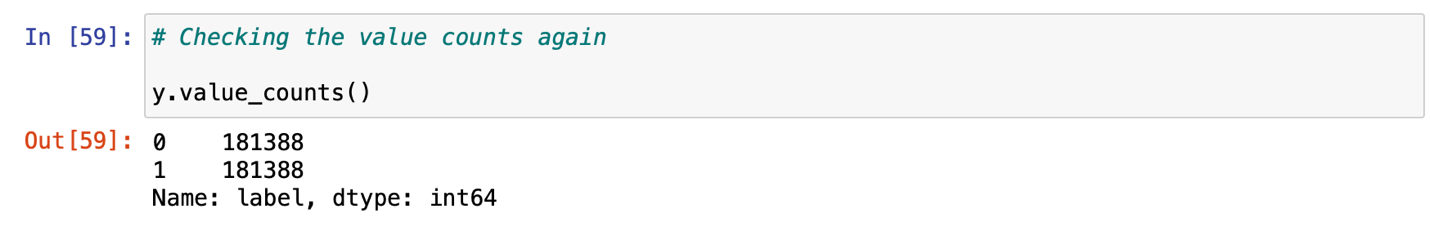 In [59]: # Checking the value counts again
y.value_counts()
Out[59]: 0    181388
1    181388
Name: label, dtype: int64